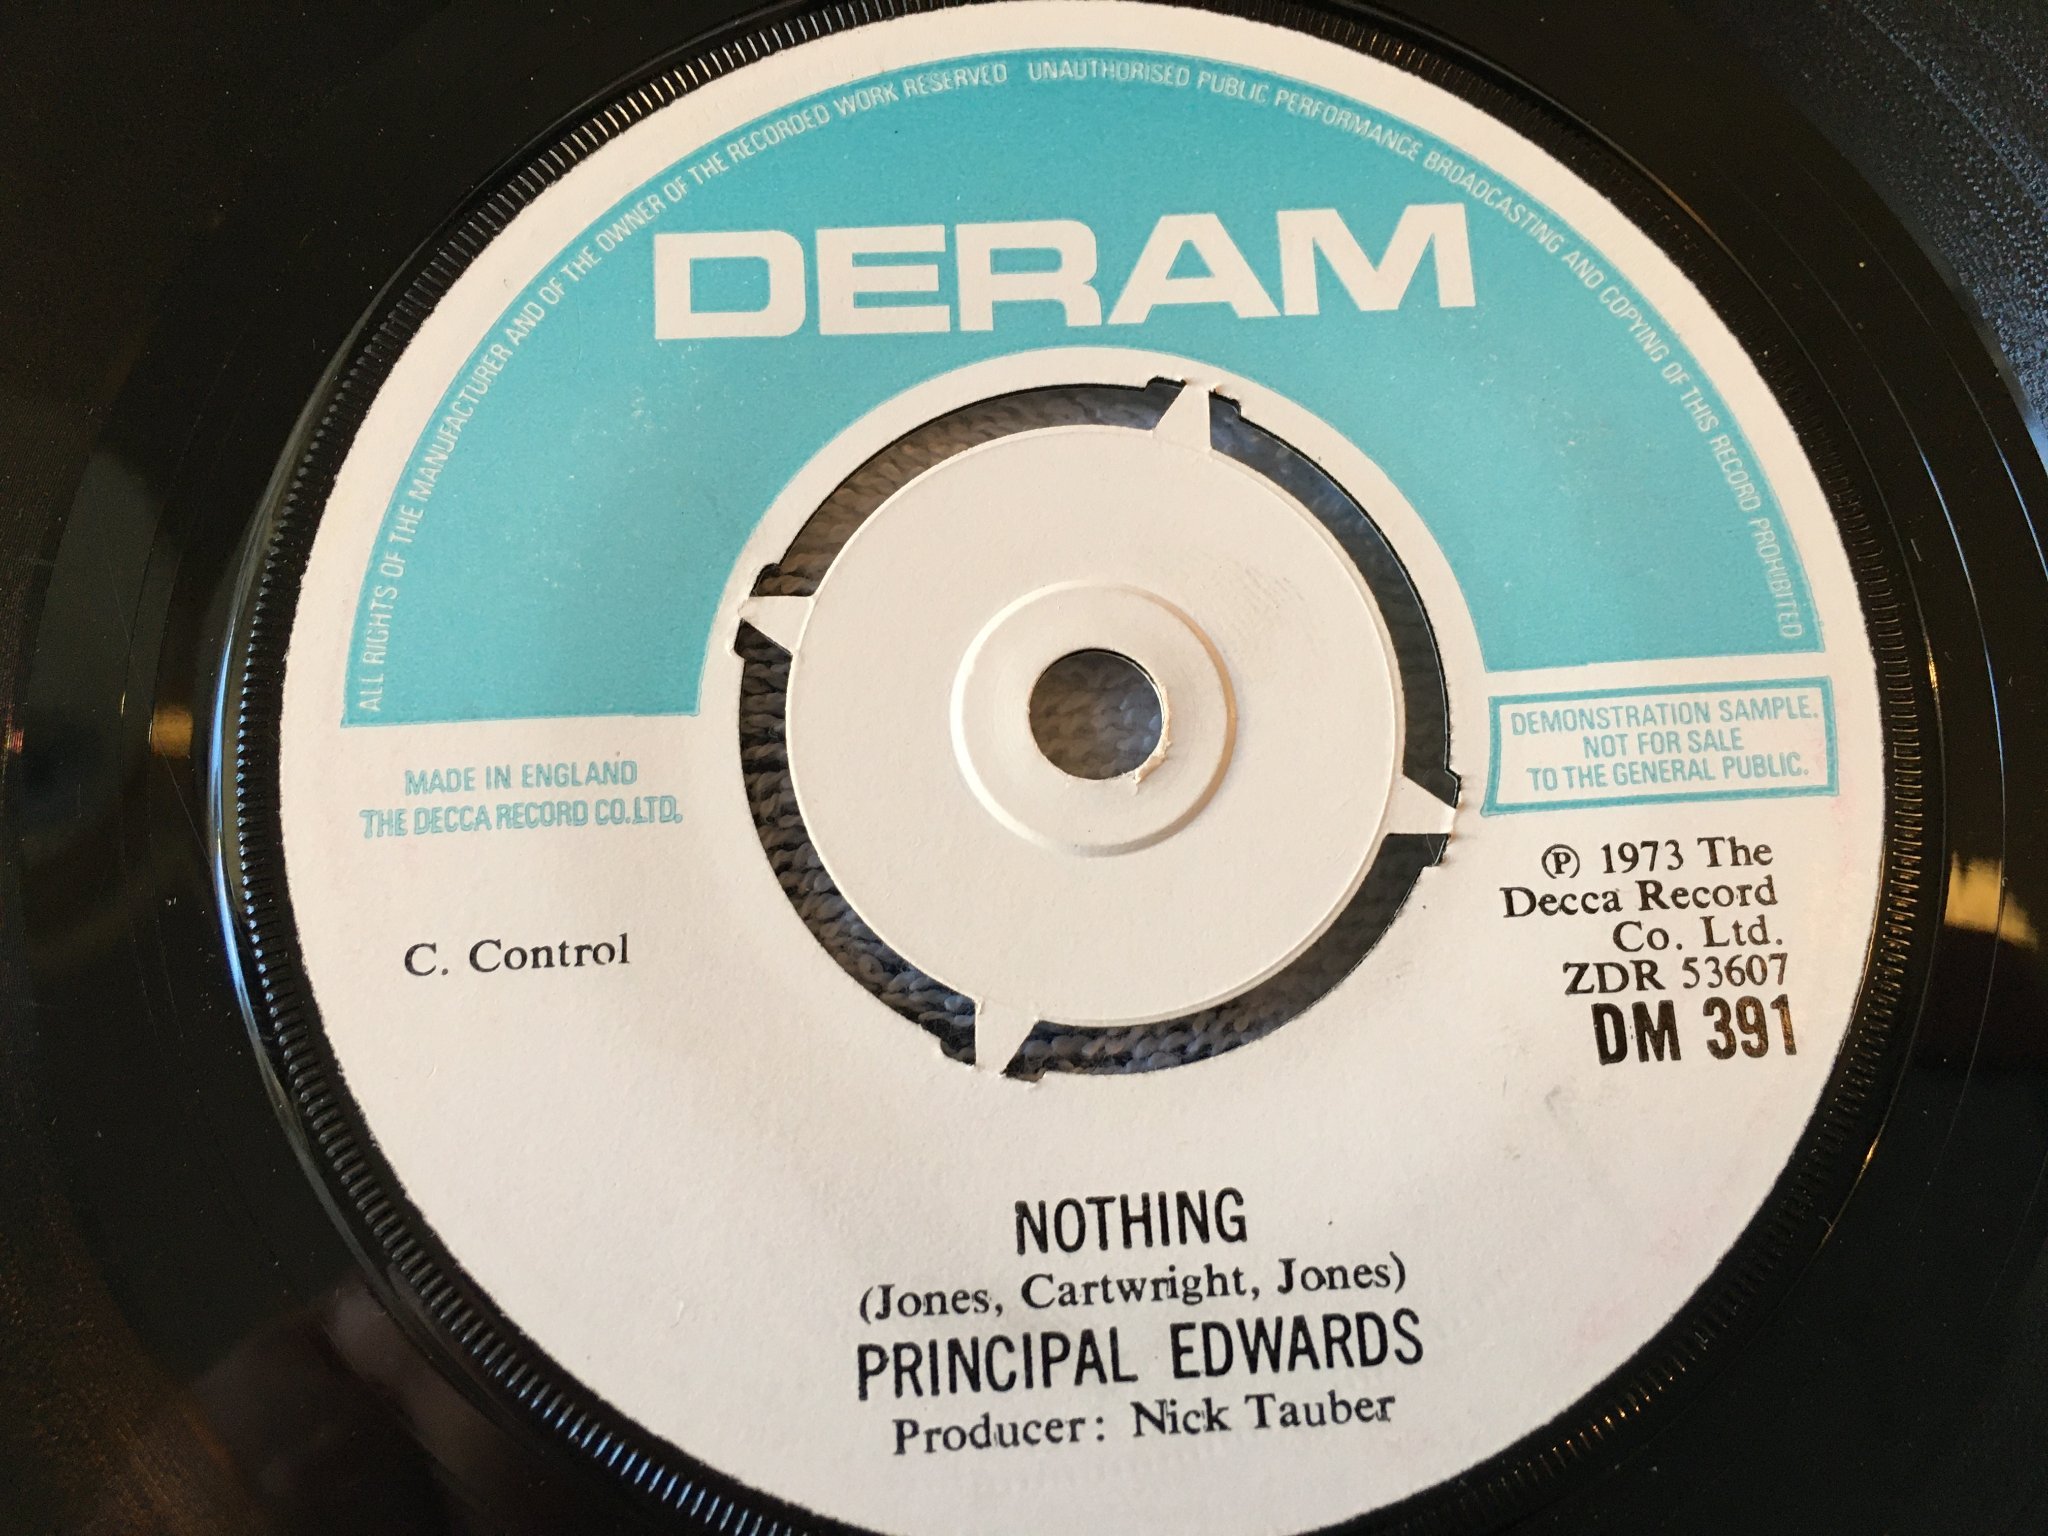 ALL RIGHTS OF THE MANUFACTURER AND OF THE OWNER OF THE RECORDED WORK RESERVED UNAUTHORISED PUBLIC PERFORMANCE BROADCASTING AND COPYING OF THIS RECORD PROHIBITED
DERAM
MADE IN ENGLAND
THE DECCA RECORD CO. LTD.
DEMONSTRATION SAMPLE.
NOT FOR SALE
TO THE GENERAL PUBLIC.
C. Control
℗ 1973 The
Decca Record
Co. Ltd.
ZDR 53607
DM 391
NOTHING
(Jones, Cartwright, Jones)
PRINCIPAL EDWARDS
Producer: Nick Tauber